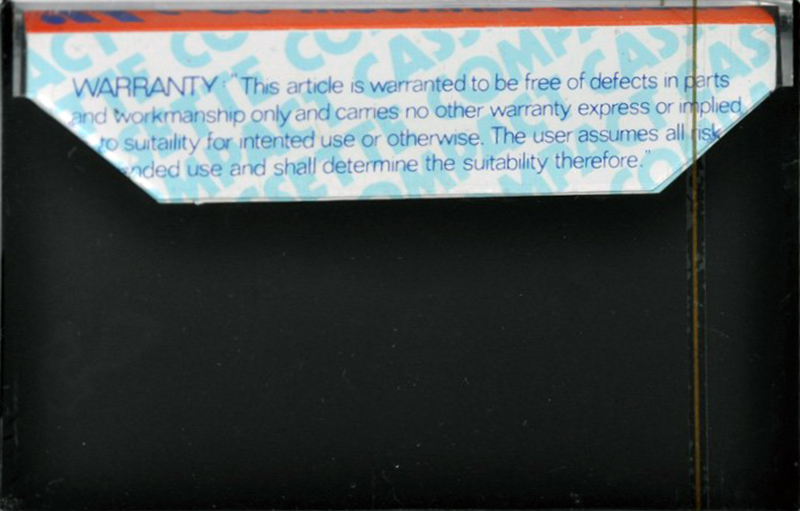 WARRANTY : "This article is warranted to be free of defects in parts
and workmanship only and carries no other warranty express or implied
to suitaility for intented use or otherwise. The user assumes all risk
nded use and shall determine the suitability therefore."